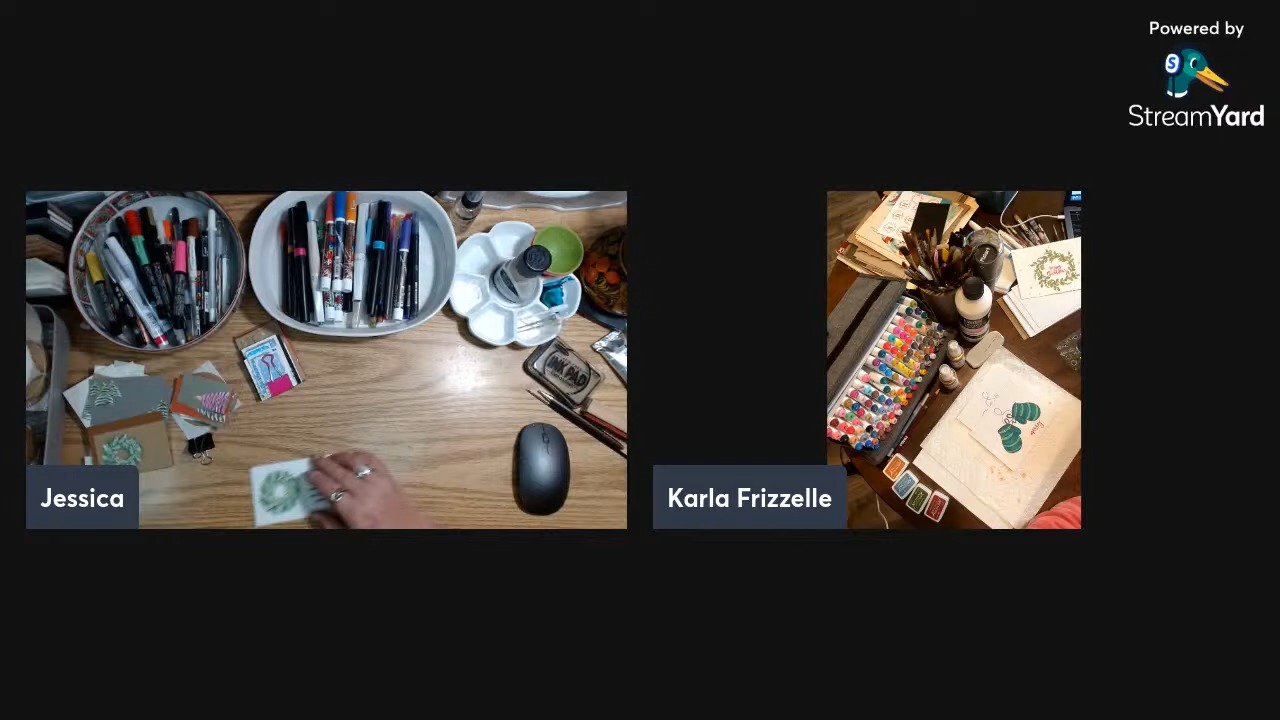 Powered by
S
StreamYard
INK PAD
Jessica
Karla Frizzelle